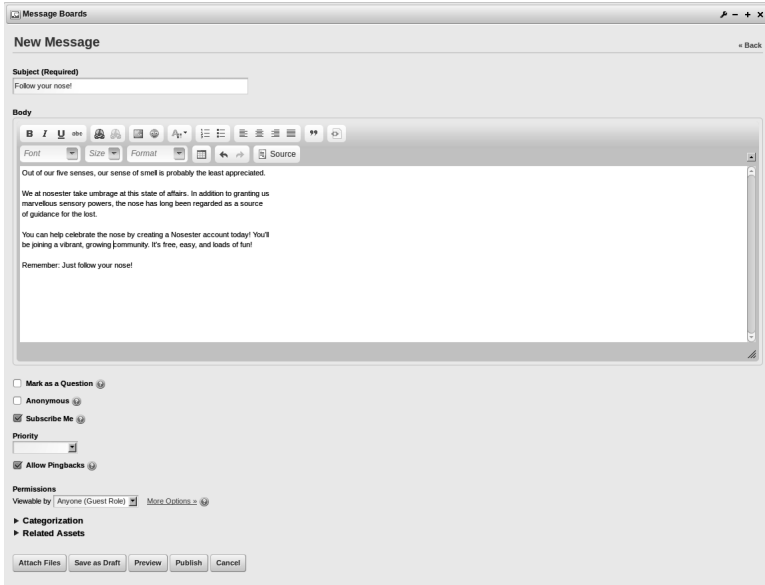 Message Boards
New Message
« Back
Subject (Required)
Follow your nose!
Body
B I U abc
Font Size Format Source
Out of our five senses, our sense of smell is probably the least appreciated.
We at nosester take umbrage at this state of affairs. In addition to granting us
marvellous sensory powers, the nose has long been regarded as a source
of guidance for the lost.
You can help celebrate the nose by creating a Nosester account today! You'll
be joining a vibrant, growing community. It's free, easy, and loads of fun!
Remember: Just follow your nose!
Mark as a Question
Anonymous
Subscribe Me
Priority
Allow Pingbacks
Permissions
Viewable by Anyone (Guest Role) More Options »
Categorization
Related Assets
Attach Files Save as Draft Preview Publish Cancel